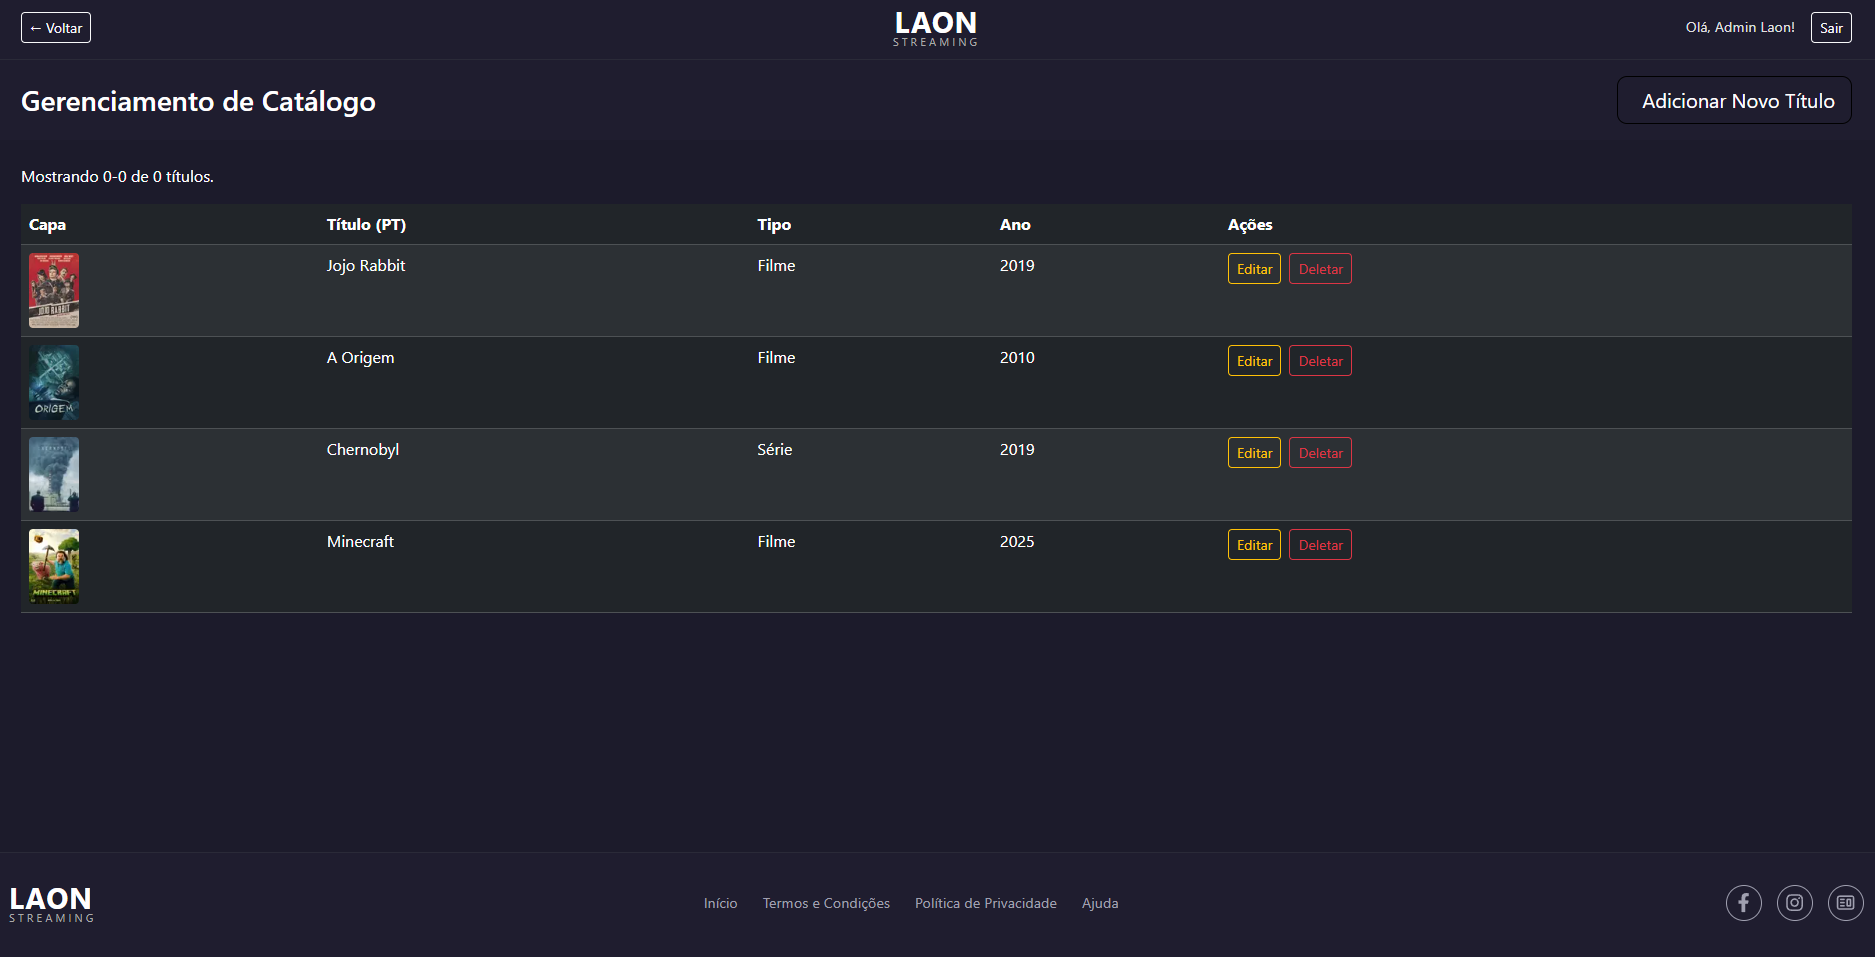 ← Voltar
LAON
STREAMING
Olá, Admin Laon!
Sair
Gerenciamento de Catálogo
Adicionar Novo Título
Mostrando 0-0 de 0 títulos.
Capa Título (PT) Tipo Ano Ações
JOJO RABBIT
Jojo Rabbit Filme 2019 Editar Deletar
ORIGEM
A Origem Filme 2010 Editar Deletar
Chernobyl Série 2019 Editar Deletar
MINECRAFT
Minecraft Filme 2025 Editar Deletar
LAON
STREAMING
Início Termos e Condições Política de Privacidade Ajuda